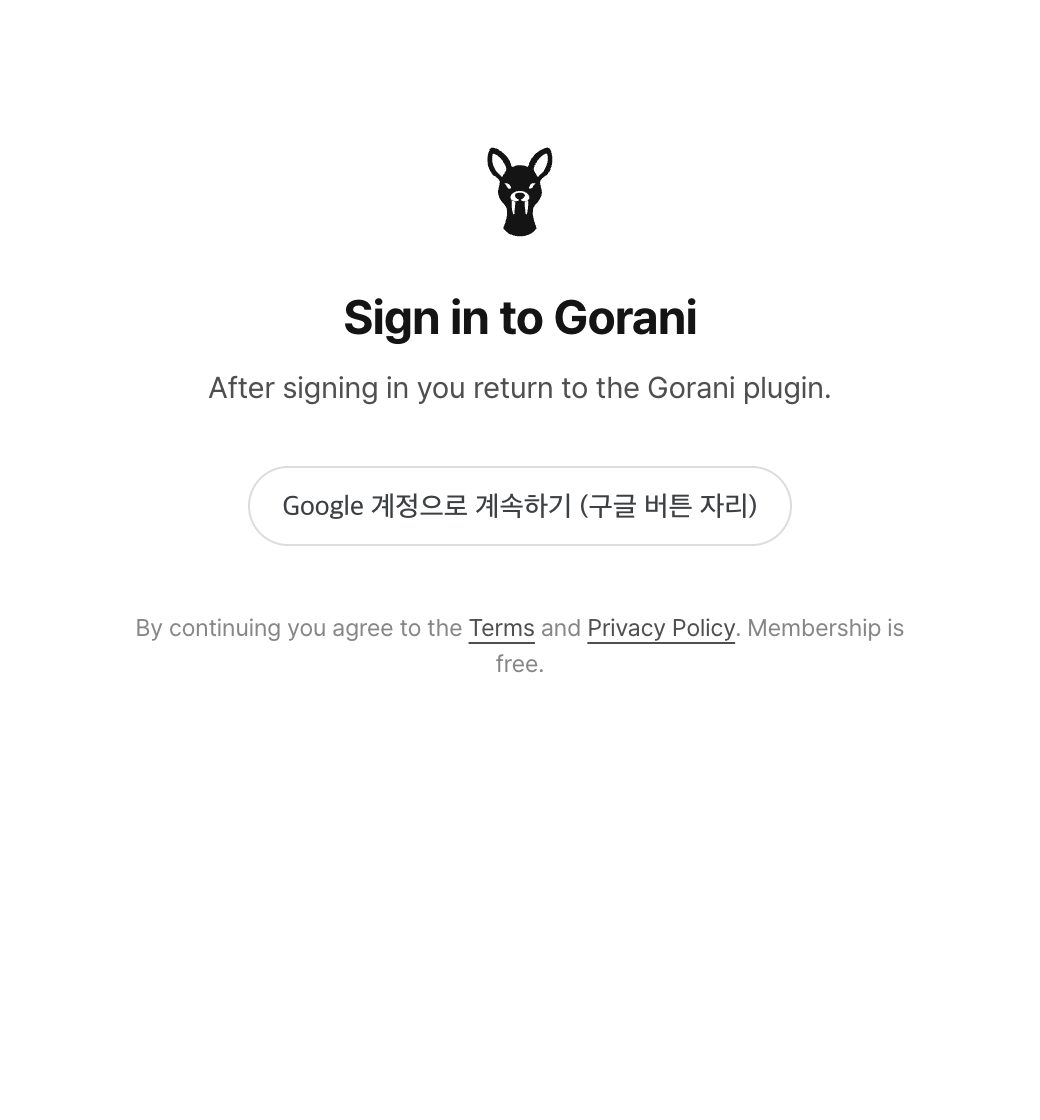 Sign in to Gorani
After signing in you return to the Gorani plugin.
Google 계정으로 계속하기 (구글 버튼 자리)
By continuing you agree to the Terms and Privacy Policy. Membership is
free.